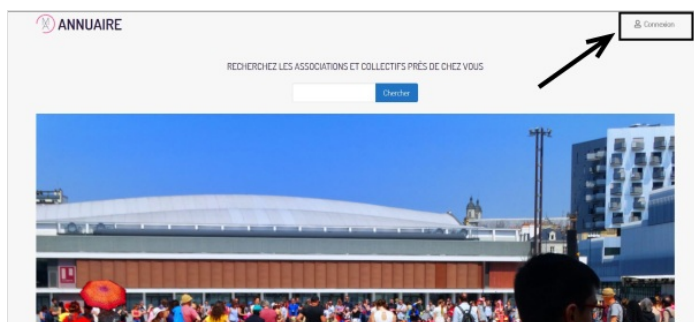 ANNUAIRE
Connexion
RECHERCHEZ LES ASSOCIATIONS ET COLLECTIFS PRÈS DE CHEZ VOUS
Chercher